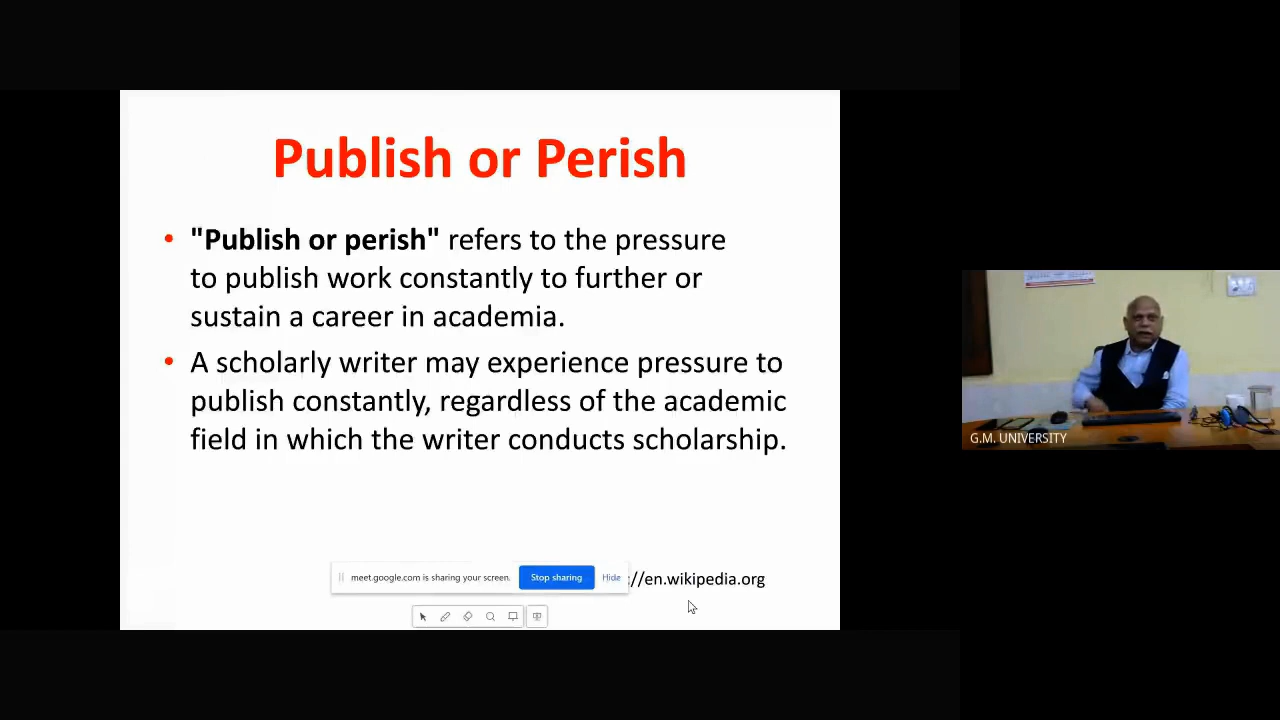 Publish or Perish
• "Publish or perish" refers to the pressure
to publish work constantly to further or
sustain a career in academia.
• A scholarly writer may experience pressure to
publish constantly, regardless of the academic
field in which the writer conducts scholarship.
meet.google.com is sharing your screen.
Stop sharing
Hide
://en.wikipedia.org
G.M. UNIVERSITY